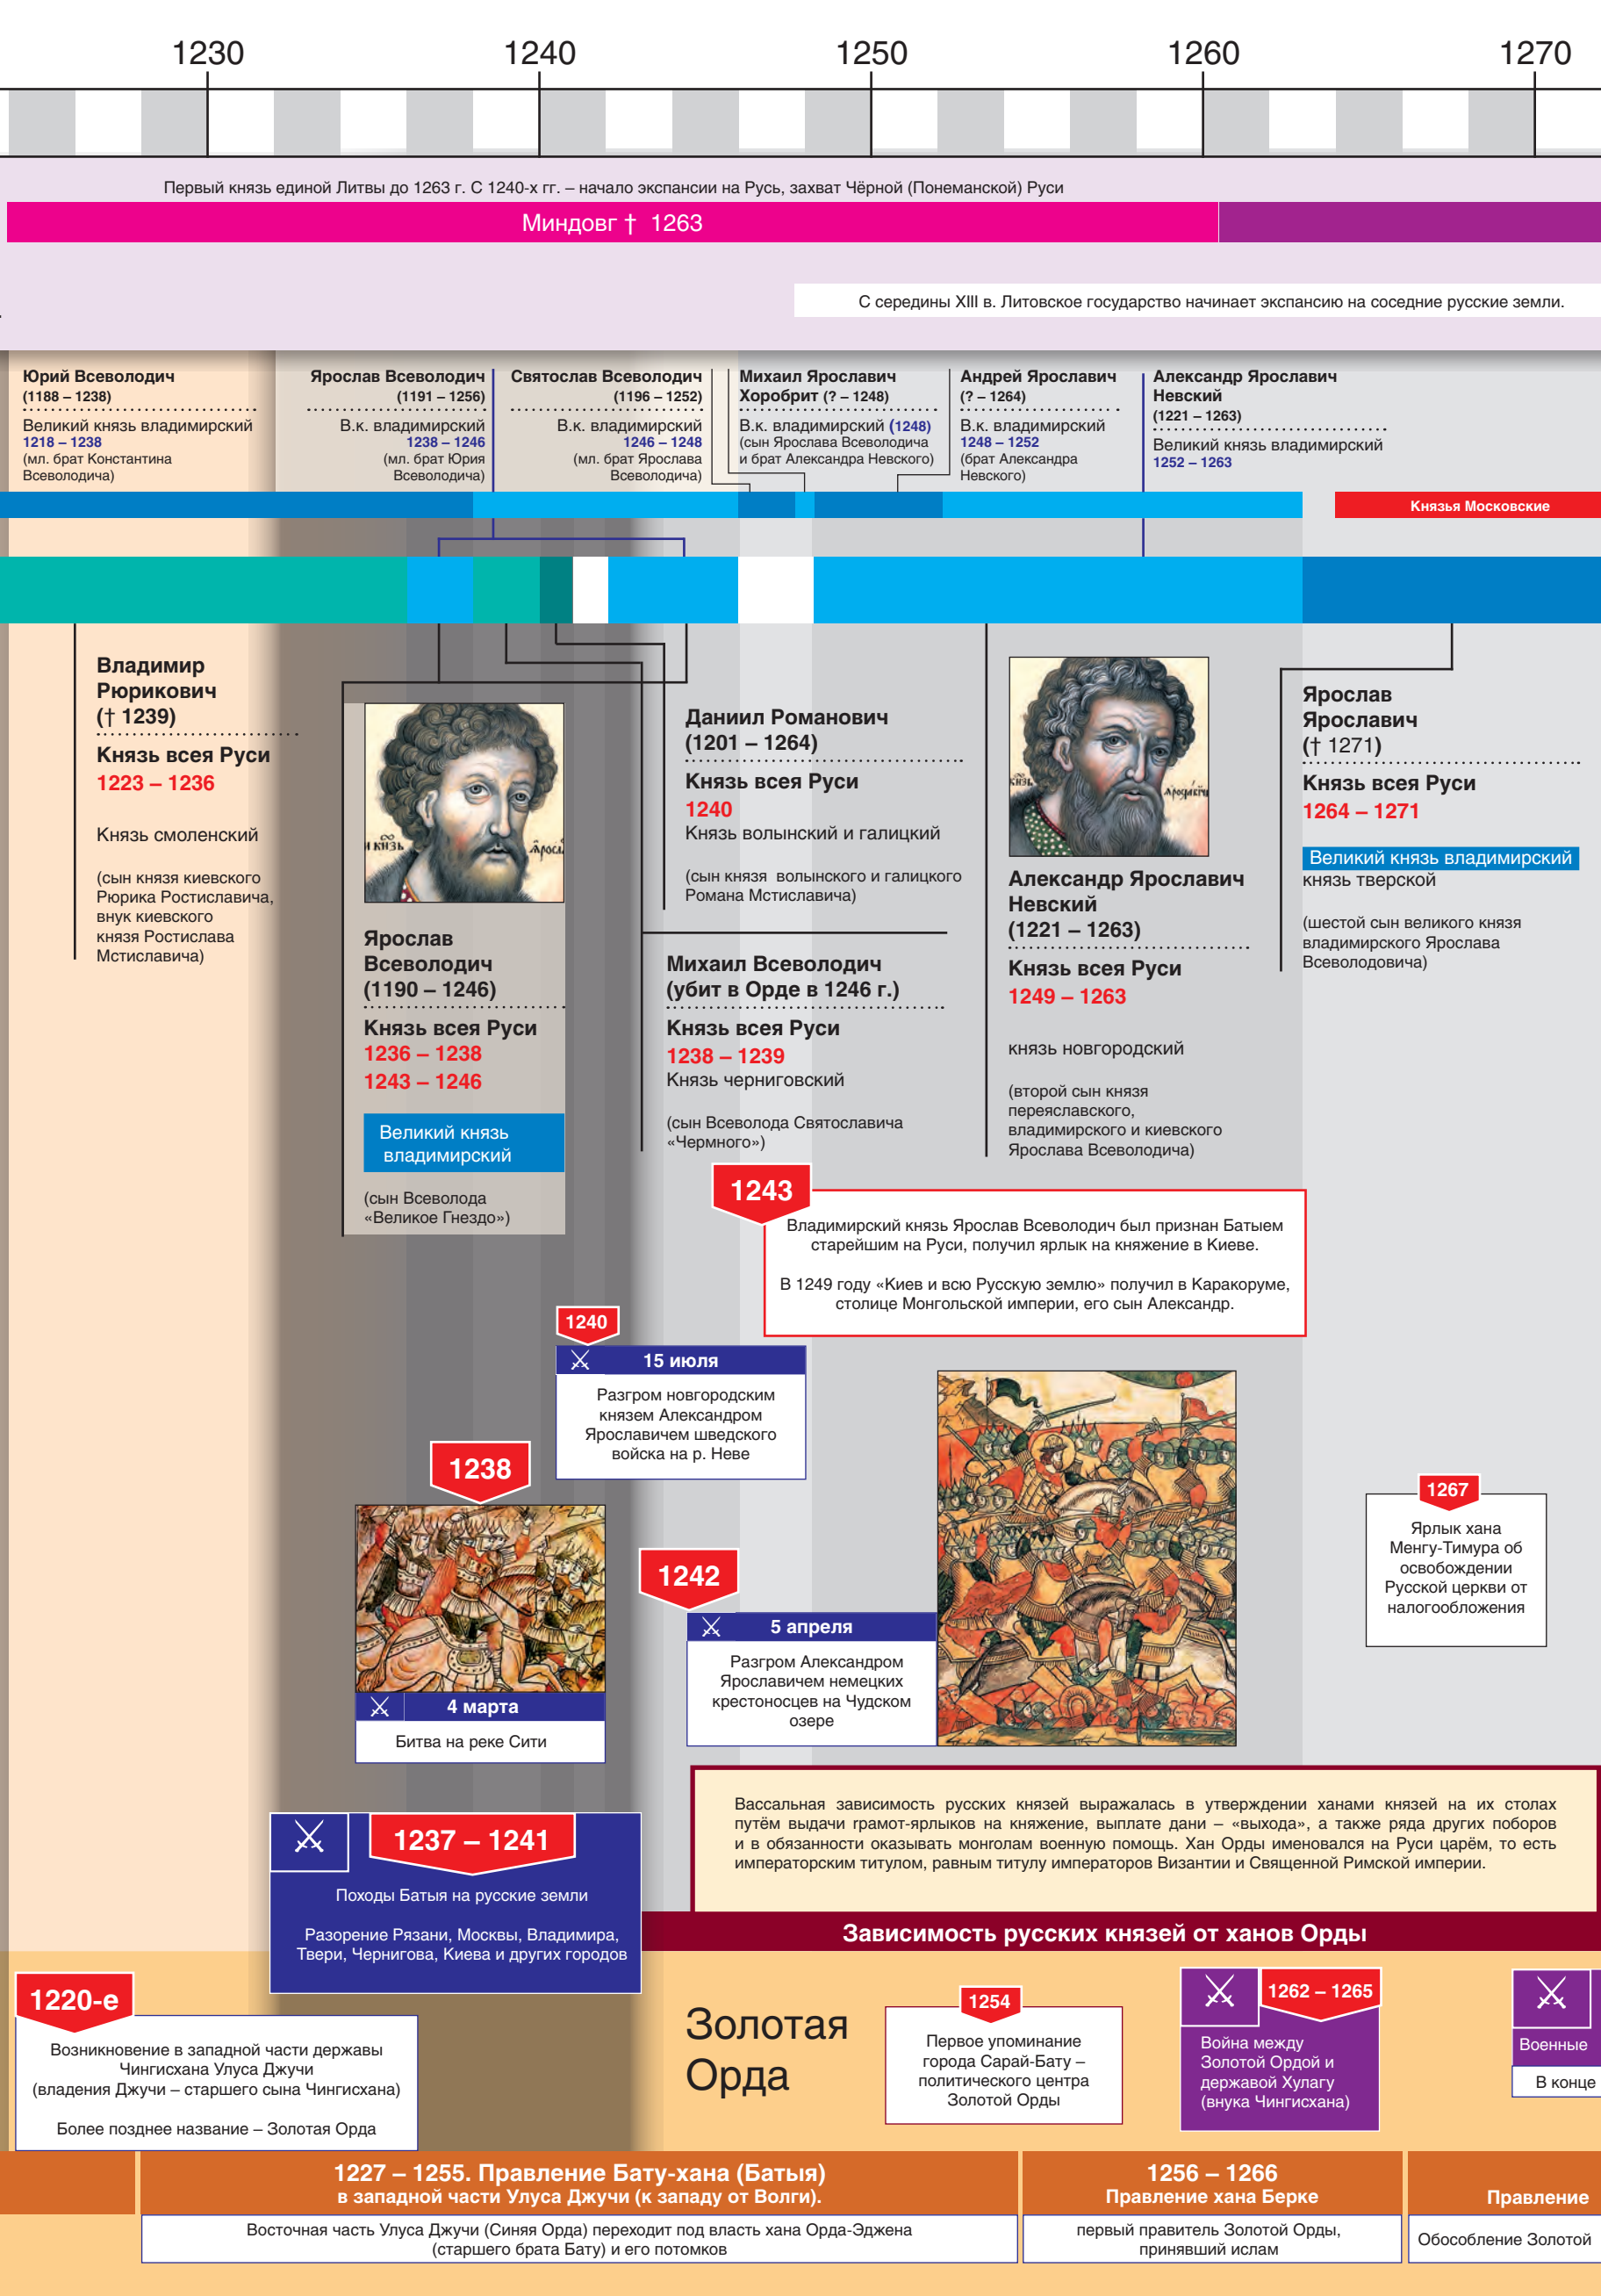 1230
1240
1250
1260
1270
Первый князь единой Литвы до 1263 г. С 1240-х гг. – начало экспансии на Русь, захват Чёрной (Понеманской) Руси
Миндовг † 1263
С середины XIII в. Литовское государство начинает экспансию на соседние русские земли.
Юрий Всеволодич
(1188 – 1238)
Великий князь владимирский
1218 – 1238
(мл. брат Константина
Всеволодича)
Ярослав Всеволодич
(1191 – 1256)
В.к. владимирский
1238 – 1246
(мл. брат Юрия
Всеволодича)
Святослав Всеволодич
(1196 – 1252)
В.к. владимирский
1246 – 1248
(мл. брат Ярослава
Всеволодича)
Михаил Ярославич
Хоробрит (? – 1248)
В.к. владимирский (1248)
(сын Ярослава Всеволодича
и брат Александра Невского)
Андрей Ярославич
(? – 1264)
В.к. владимирский
1248 – 1252
(брат Александра
Невского)
Александр Ярославич
Невский
(1221 – 1263)
Великий князь владимирский
1252 – 1263
Князья Московские
Владимир
Рюрикович
(† 1239)
Князь всея Руси
1223 – 1236
Князь смоленский
(сын князя киевского
Рюрика Ростиславича,
внук киевского
князя Ростислава
Мстиславича)
Ярослав
Всеволодич
(1190 – 1246)
Князь всея Руси
1236 – 1238
1243 – 1246
Великий князь
владимирский
(сын Всеволода
«Великое Гнездо»)
Даниил Романович
(1201 – 1264)
Князь всея Руси
1240
Князь волынский и галицкий
(сын князя волынского и галицкого
Романа Мстиславича)
Михаил Всеволодич
(убит в Орде в 1246 г.)
Князь всея Руси
1238 – 1239
Князь черниговский
(сын Всеволода Святославича
«Чермного»)
Александр Ярославич
Невский
(1221 – 1263)
Князь всея Руси
1249 – 1263
князь новгородский
(второй сын князя
переяславского,
владимирского и киевского
Ярослава Всеволодича)
Ярослав
Ярославич
(† 1271)
Князь всея Руси
1264 – 1271
Великий князь владимирский
князь тверской
(шестой сын великого князя
владимирского Ярослава
Всеволодовича)
1243
Владимирский князь Ярослав Всеволодич был признан Батыем
старейшим на Руси, получил ярлык на княжение в Киеве.
В 1249 году «Киев и всю Русскую землю» получил в Каракоруме,
столице Монгольской империи, его сын Александр.
1240
15 июля
Разгром новгородским
князем Александром
Ярославичем шведского
войска на р. Неве
1238
4 марта
Битва на реке Сити
1242
5 апреля
Разгром Александром
Ярославичем немецких
крестоносцев на Чудском
озере
1267
Ярлык хана
Менгу-Тимура об
освобождении
Русской церкви от
налогообложения
Вассальная зависимость русских князей выражалась в утверждении ханами князей на их столах
путём выдачи грамот-ярлыков на княжение, выплате дани – «выхода», а также ряда других поборов
и в обязанности оказывать монголам военную помощь. Хан Орды именовался на Руси царём, то есть
императорским титулом, равным титулу императоров Византии и Священной Римской империи.
Зависимость русских князей от ханов Орды
1237 – 1241
Походы Батыя на русские земли
Разорение Рязани, Москвы, Владимира,
Твери, Чернигова, Киева и других городов
1220-е
Возникновение в западной части державы
Чингисхана Улуса Джучи
(владения Джучи – старшего сына Чингисхана)
Более позднее название – Золотая Орда
Золотая
Орда
1254
Первое упоминание
города Сарай-Бату –
политического центра
Золотой Орды
1262 – 1265
Война между
Золотой Ордой и
державой Хулагу
(внука Чингисхана)
Военные
В конце
1227 – 1255. Правление Бату-хана (Батыя)
в западной части Улуса Джучи (к западу от Волги).
Восточная часть Улуса Джучи (Синяя Орда) переходит под власть хана Орда-Эджена
(старшего брата Бату) и его потомков
1256 – 1266
Правление хана Берке
первый правитель Золотой Орды,
принявший ислам
Правление
Обособление Золотой